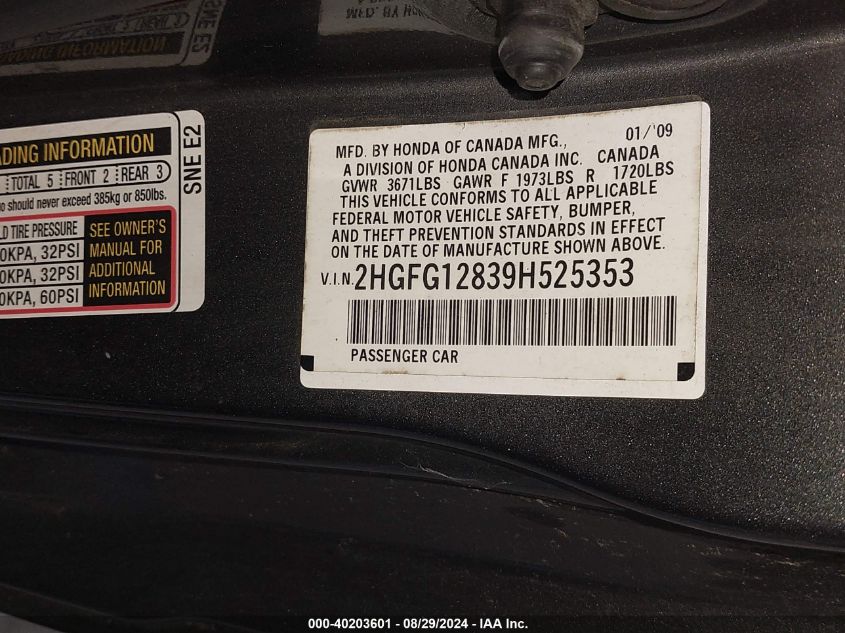 ADING INFORMATION
TOTAL 5 FRONT 2 REAR 3
should never exceed 385kg or 850lbs.
TIRE PRESSURE
SEE OWNER'S
MANUAL FOR
ADDITIONAL
INFORMATION
KPA, 32PSI
KPA, 32PSI
KPA, 60PSI
SNE E2
MFD. BY HONDA OF CANADA MFG., 01/'09
A DIVISION OF HONDA CANADA INC. CANADA
GVWR 3671LBS GAWR F 1973LBS R 1720LBS
THIS VEHICLE CONFORMS TO ALL APPLICABLE
FEDERAL MOTOR VEHICLE SAFETY, BUMPER,
AND THEFT PREVENTION STANDARDS IN EFFECT
ON THE DATE OF MANUFACTURE SHOWN ABOVE.
V.I.N. 2HGFG12839H525353
PASSENGER CAR
000-40203601 - 08/29/2024 - IAA Inc.